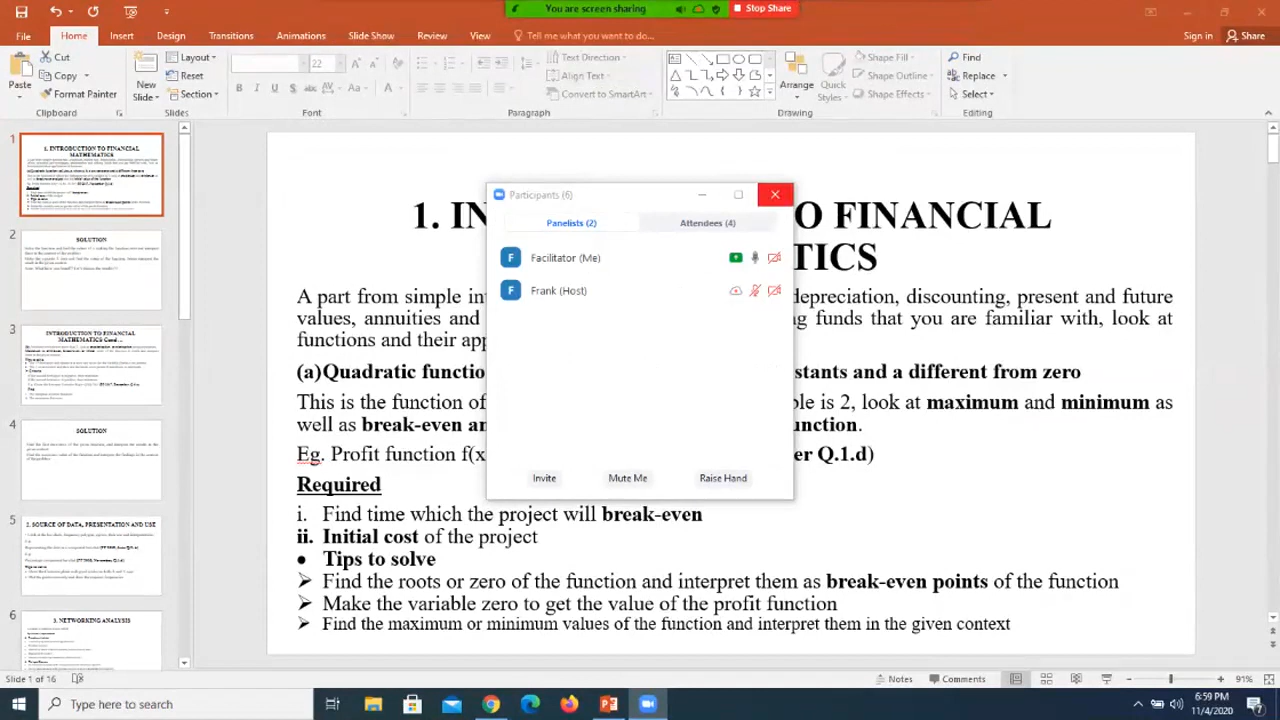 You are screen sharing Stop Share
File Home Insert Design Transitions Animations Slide Show Review View Tell me what you want to do... Sign in Share
Paste Cut Copy Format Painter Clipboard
New Slide Layout Reset Section Slides
22
B I U S abc AV Aa A Font
Text Direction Align Text Convert to SmartArt Paragraph
Arrange Quick Styles Shape Fill Shape Outline Shape Effects Drawing
Find Replace Select Editing
1
1. INTRODUCTION TO FINANCIAL
MATHEMATICS
2
SOLUTION
3
INTRODUCTION TO FINANCIAL
MATHEMATICS Contd...
4
SOLUTION
5
2. SOURCE OF DATA, PRESENTATION AND USE
6
3. NETWORKING ANALYSIS
1. IN
O FINANCIAL
TICS
A part from simple int
depreciation, discounting, present and future
values, annuities and
g funds that you are familiar with, look at
functions and their app
(a)Quadratic functio
stants and a different from zero
This is the function of
ble is 2, look at maximum and minimum as
well as break-even an
unction.
Eg. Profit function f(x
er Q.1.d)
Required
i. Find time which the project will break-even
ii. Initial cost of the project
• Tips to solve
➢ Find the roots or zero of the function and interpret them as break-even points of the function
➢ Make the variable zero to get the value of the profit function
➢ Find the maximum or minimum values of the function and interpret them in the given context
Participants (6)
Panelists (2) Attendees (4)
F Facilitator (Me)
F Frank (Host)
Invite Mute Me Raise Hand
Slide 1 of 16 Notes Comments 91%
Type here to search
6:59 PM
11/4/2020